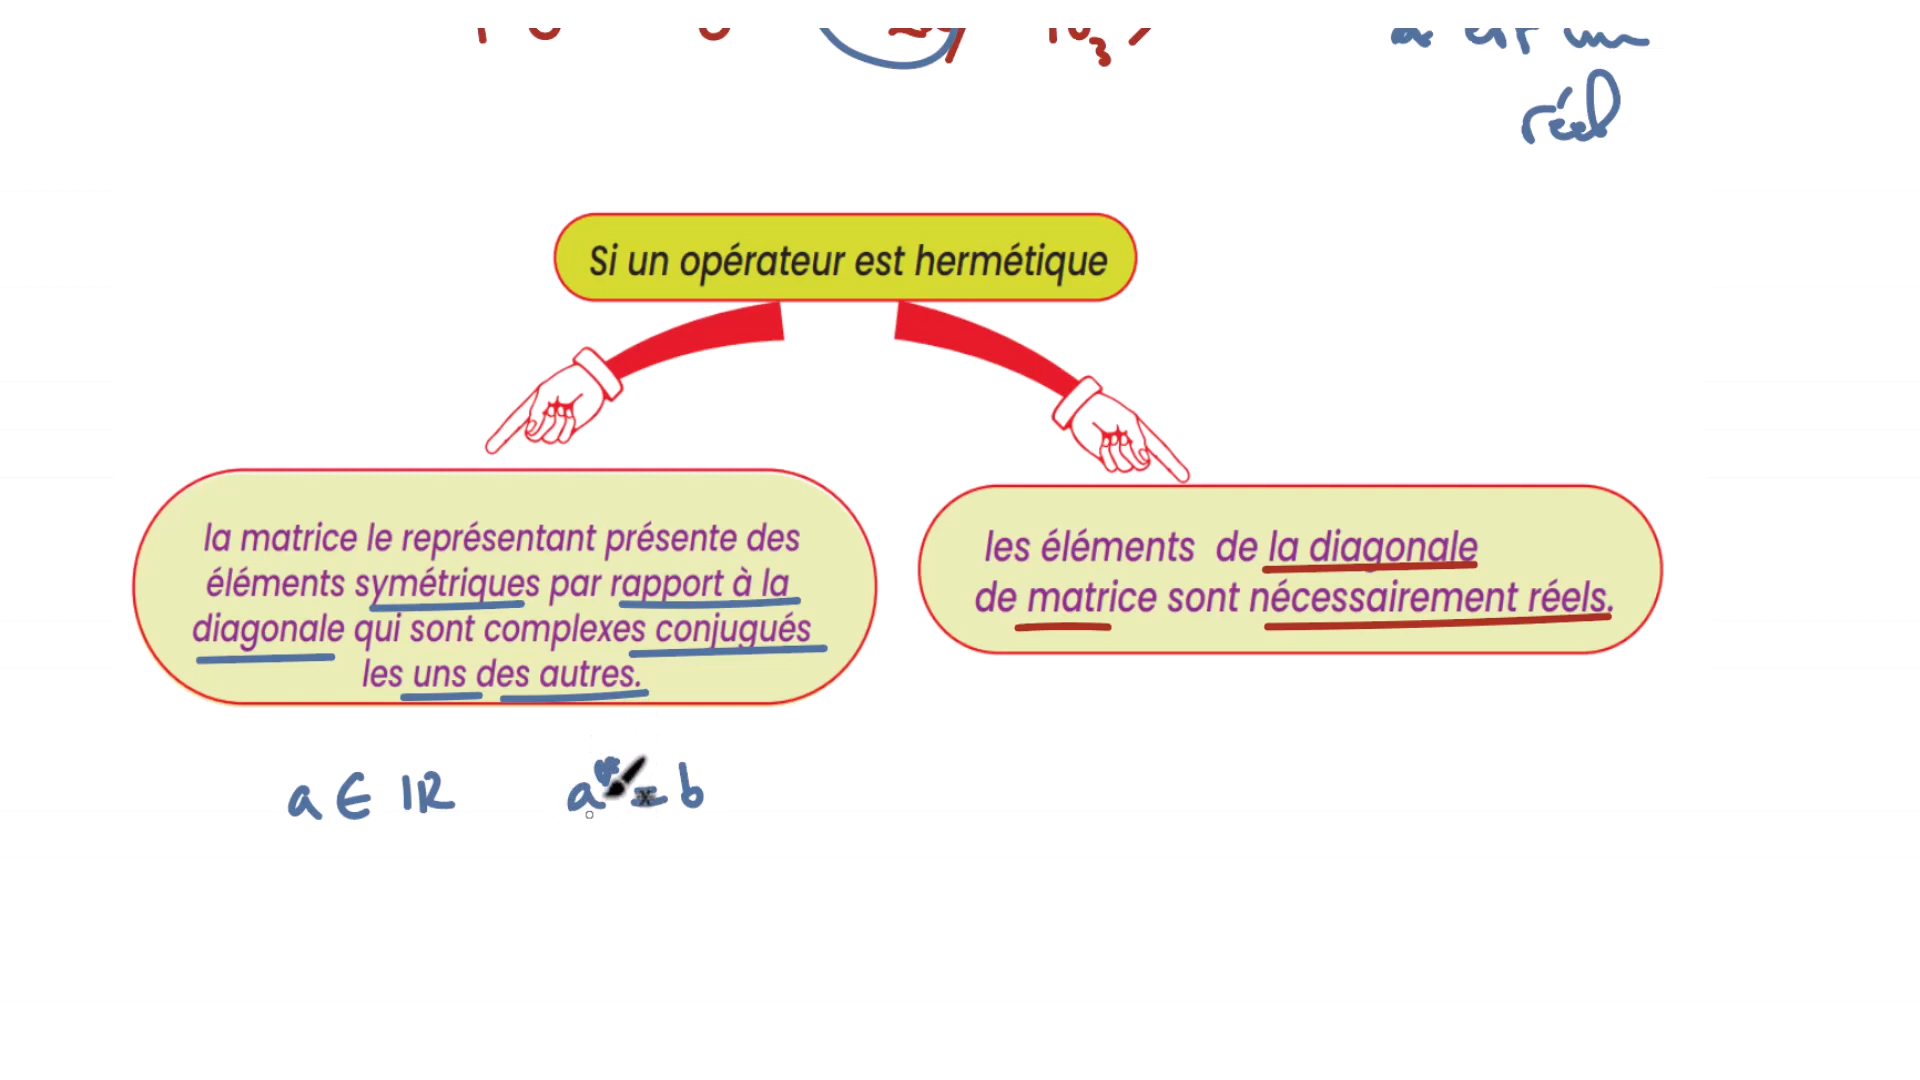 réel
Si un opérateur est hermétique
la matrice le représentant présente des
éléments symétriques par rapport à la
diagonale qui sont complexes conjugués
les uns des autres.
les éléments de la diagonale
de matrice sont nécessairement réels.
a ∈ IR
a* = b